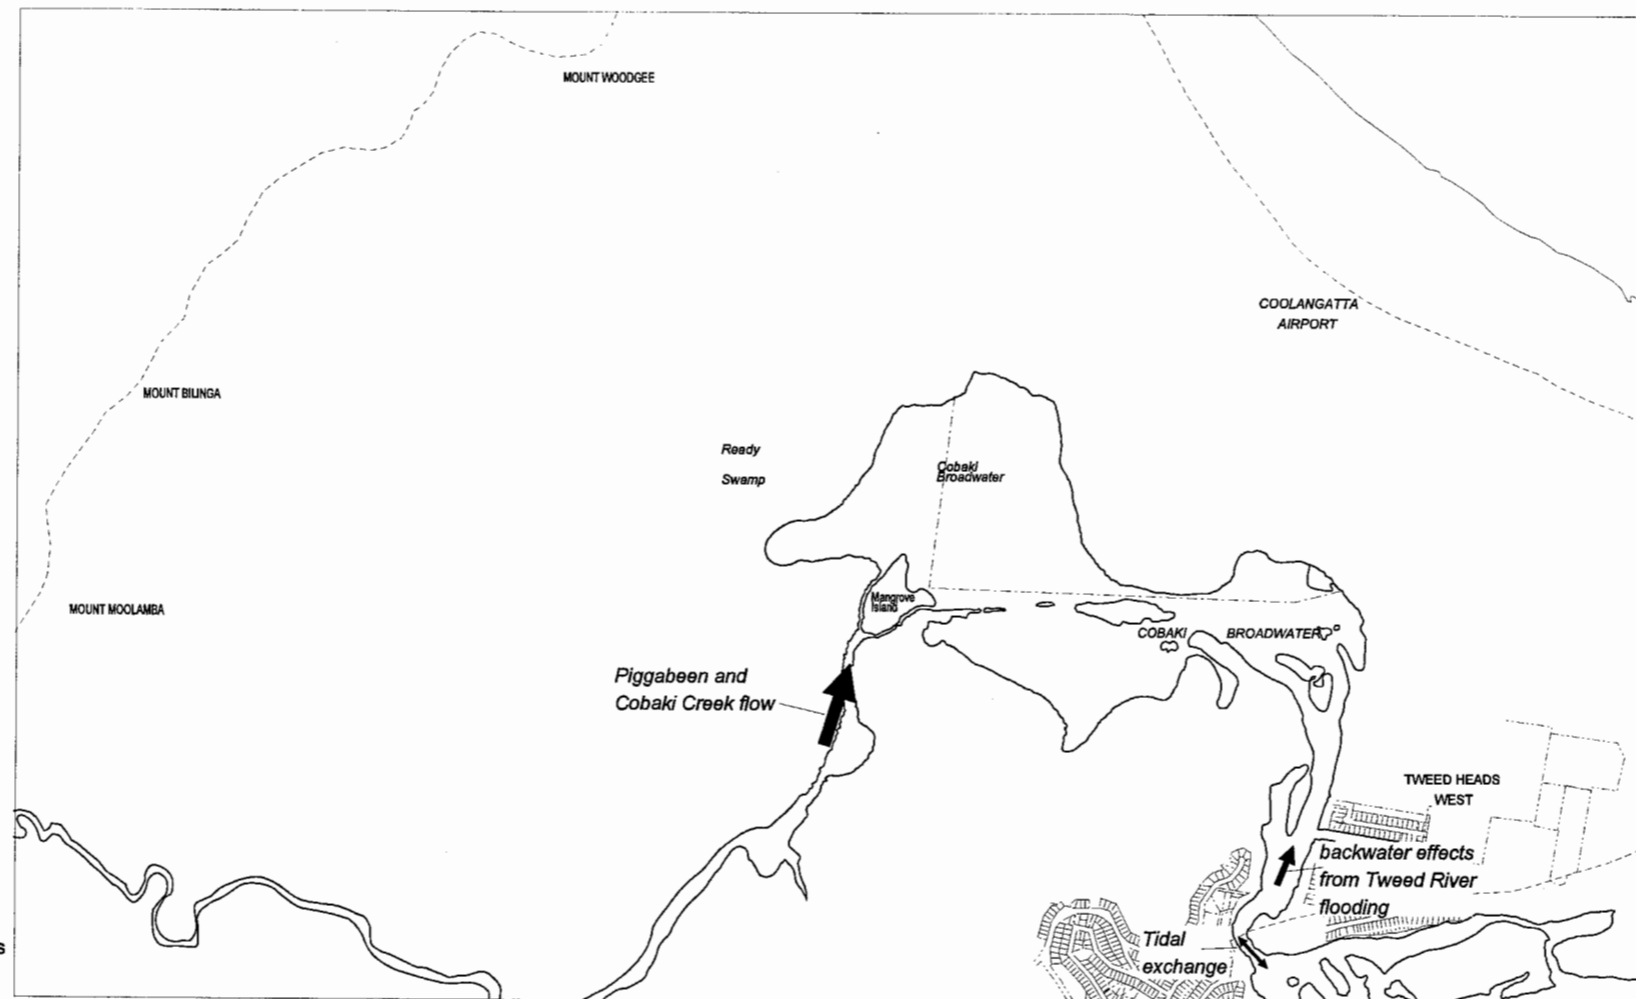 MOUNT WOODGEE
COOLANGATTA
AIRPORT
MOUNT BILINGA
Ready
Swamp
Cobaki
Broadwater
Mangrove
Island
MOUNT MOOLAMBA
COBAKI BROADWATER
Piggabeen and
Cobaki Creek flow
TWEED HEADS
WEST
backwater effects
from Tweed River
flooding
Tidal
exchange
s